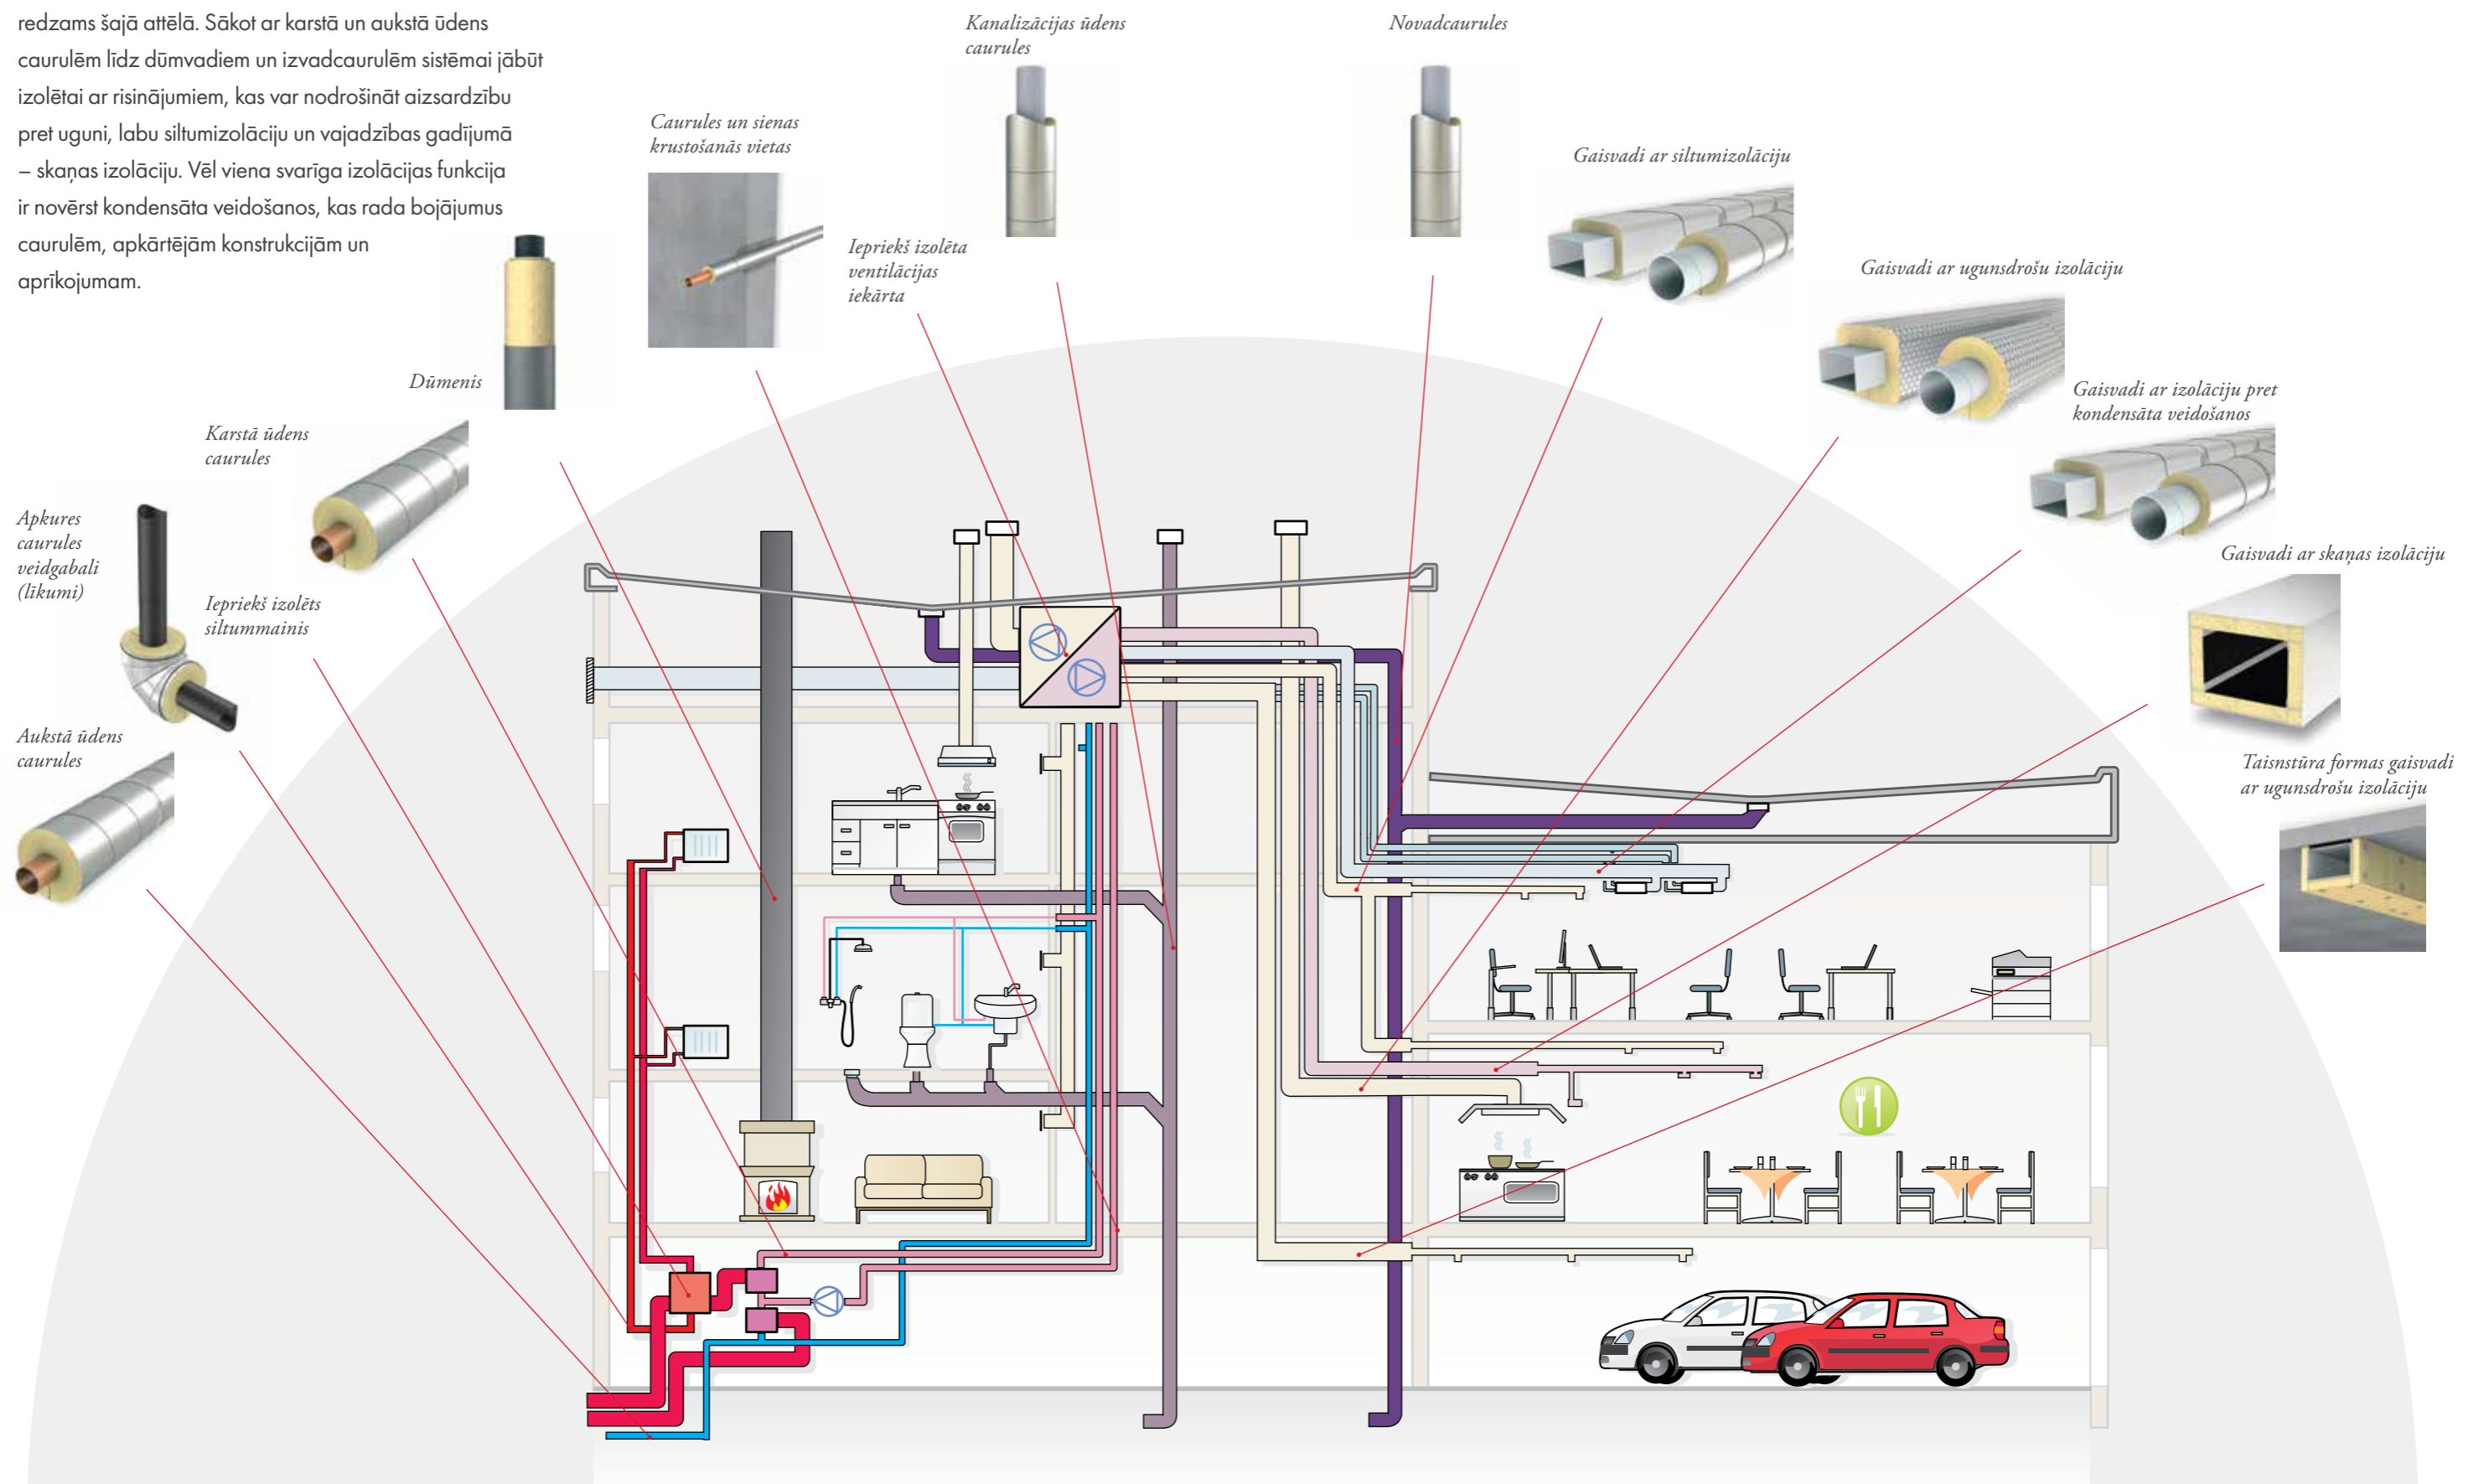 redzams šajā attēlā. Sākot ar karstā un aukstā ūdens
caurulēm līdz dūmvadiem un izvadcaurulēm sistēmai jābūt
izolētai ar risinājumiem, kas var nodrošināt aizsardzību
pret uguni, labu siltumizolāciju un vajadzības gadījumā
– skaņas izolāciju. Vēl viena svarīga izolācijas funkcija
ir novērst kondensāta veidošanos, kas rada bojājumus
caurulēm, apkārtējām konstrukcijām un
aprīkojumam.
Kanalizācijas ūdens
caurules
Novadcaurules
Caurules un sienas
krustošanās vietas
Gaisvadi ar siltumizolāciju
Iepriekš izolēta
ventilācijas
iekārta
Gaisvadi ar ugunsdrošu izolāciju
Dūmenis
Gaisvadi ar izolāciju pret
kondensāta veidošanos
Karstā ūdens
caurules
Apkures
caurules
veidgabali
(līkumi)
Gaisvadi ar skaņas izolāciju
Iepriekš izolēts
siltummainis
Aukstā ūdens
caurules
Taisnstūra formas gaisvadi
ar ugunsdrošu izolāciju